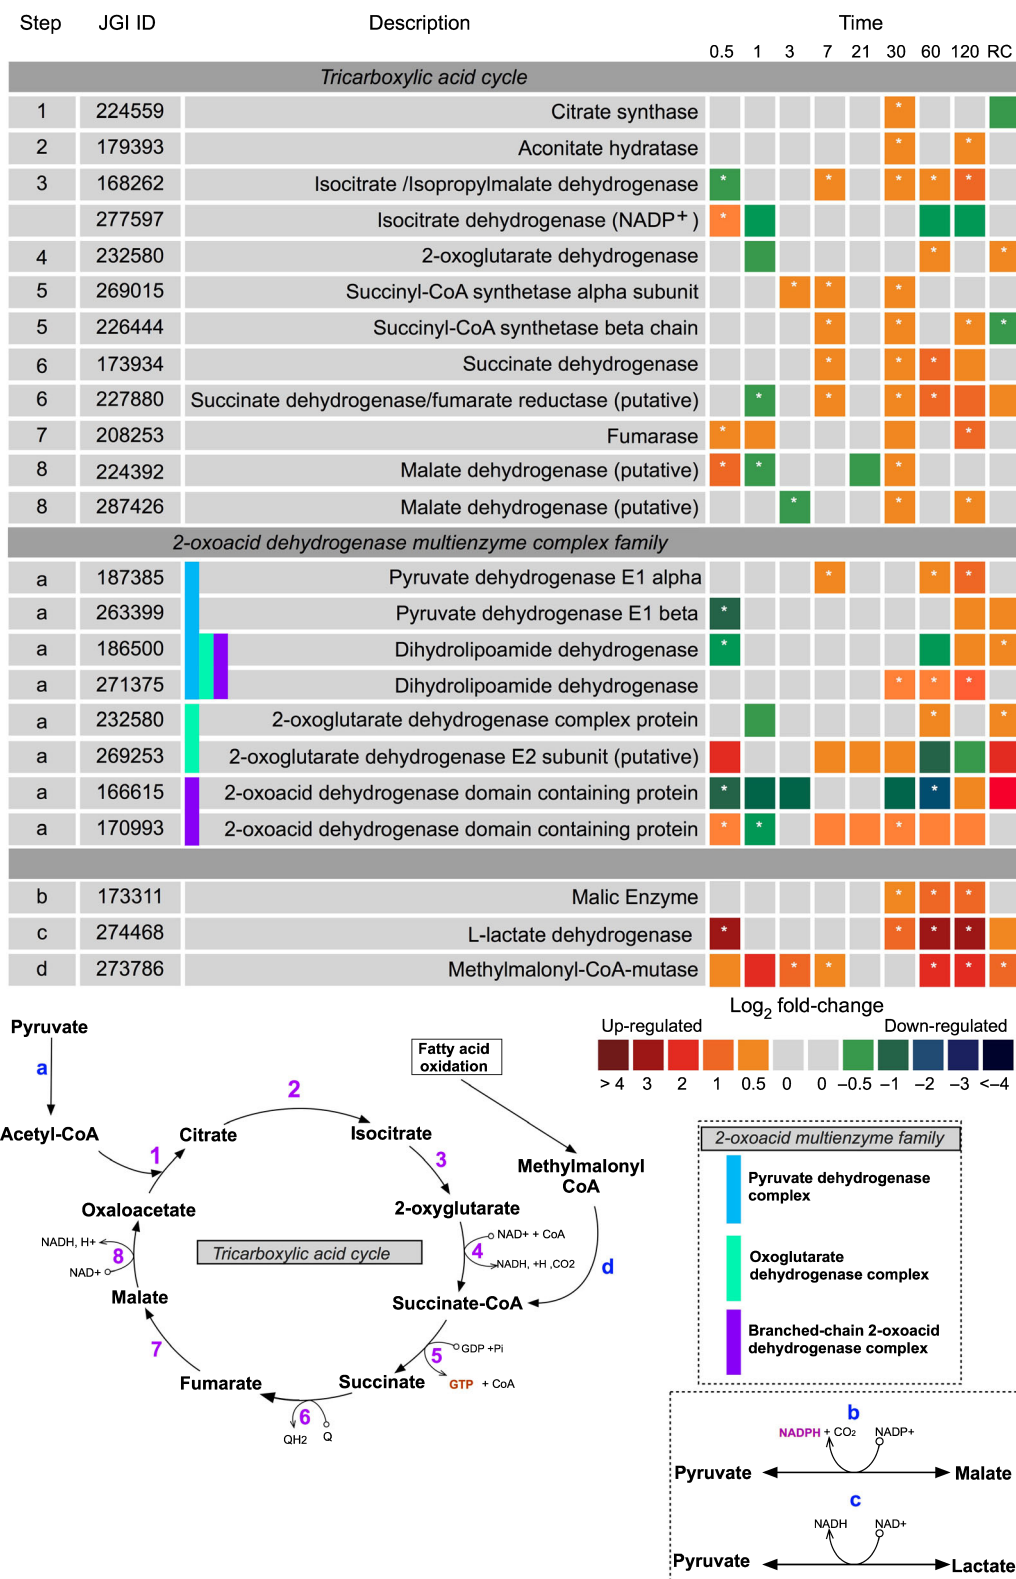 Step JGI ID Description Time
0.5 1 3 7 21 30 60 120 RC
Tricarboxylic acid cycle
1 224559 Citrate synthase * 
2 179393 Aconitate hydratase * *
3 168262 Isocitrate /Isopropylmalate dehydrogenase * * * * *
277597 Isocitrate dehydrogenase (NADP+ ) *
4 232580 2-oxoglutarate dehydrogenase * *
5 269015 Succinyl-CoA synthetase alpha subunit * * *
5 226444 Succinyl-CoA synthetase beta chain * * * *
6 173934 Succinate dehydrogenase * * *
6 227880 Succinate dehydrogenase/fumarate reductase (putative) * * * *
7 208253 Fumarase * *
8 224392 Malate dehydrogenase (putative) * * *
8 287426 Malate dehydrogenase (putative) * * *
2-oxoacid dehydrogenase multienzyme complex family
a 187385 Pyruvate dehydrogenase E1 alpha * * *
a 263399 Pyruvate dehydrogenase E1 beta *
a 186500 Dihydrolipoamide dehydrogenase * *
a 271375 Dihydrolipoamide dehydrogenase * * *
a 232580 2-oxoglutarate dehydrogenase complex protein * *
a 269253 2-oxoglutarate dehydrogenase E2 subunit (putative)
a 166615 2-oxoacid dehydrogenase domain containing protein * *
a 170993 2-oxoacid dehydrogenase domain containing protein * * *
b 173311 Malic Enzyme * * *
c 274468 L-lactate dehydrogenase * * * *
d 273786 Methylmalonyl-CoA-mutase * * * * *
Log2 fold-change
Up-regulated Down-regulated
> 4 3 2 1 0.5 0 0 –0.5 –1 –2 –3 <–4
Pyruvate
a
Acetyl-CoA
Fatty acid
oxidation
1
Citrate
2
Isocitrate
3
Methylmalonyl
CoA
d
2-oxyglutarate
4
NAD+ + CoA
NADH, +H ,CO2
Succinate-CoA
5
GDP +Pi
GTP + CoA
Succinate
6
QH2
Q
Fumarate
7
Malate
8
NADH, H+
NAD+
Oxaloacetate
Tricarboxylic acid cycle
2-oxoacid multienzyme family
Pyruvate dehydrogenase
complex
Oxoglutarate
dehydrogenase complex
Branched-chain 2-oxoacid
dehydrogenase complex
b
NADPH + CO2 NADP+
Pyruvate Malate
c
NADH NAD+
Pyruvate Lactate